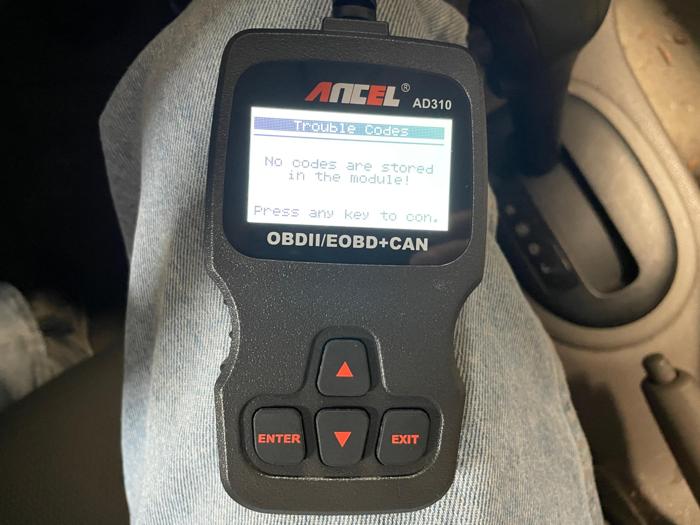 ANCEL®
AD310
Trouble Codes
No codes are stored
in the module!
Press any key to con.
OBDII/EOBD+CAN
ENTER
EXIT